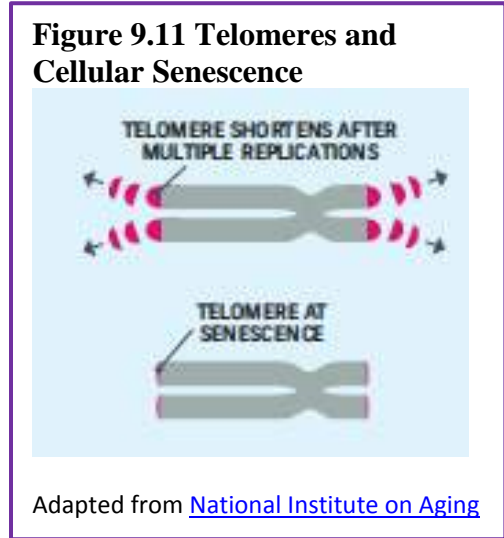 Figure 9.11 Telomeres and
Cellular Senescence
TELOMERE SHORTENS AFTER
MULTIPLE REPLICATIONS
TELOMERE AT
SENESCENCE
Adapted from National Institute on Aging